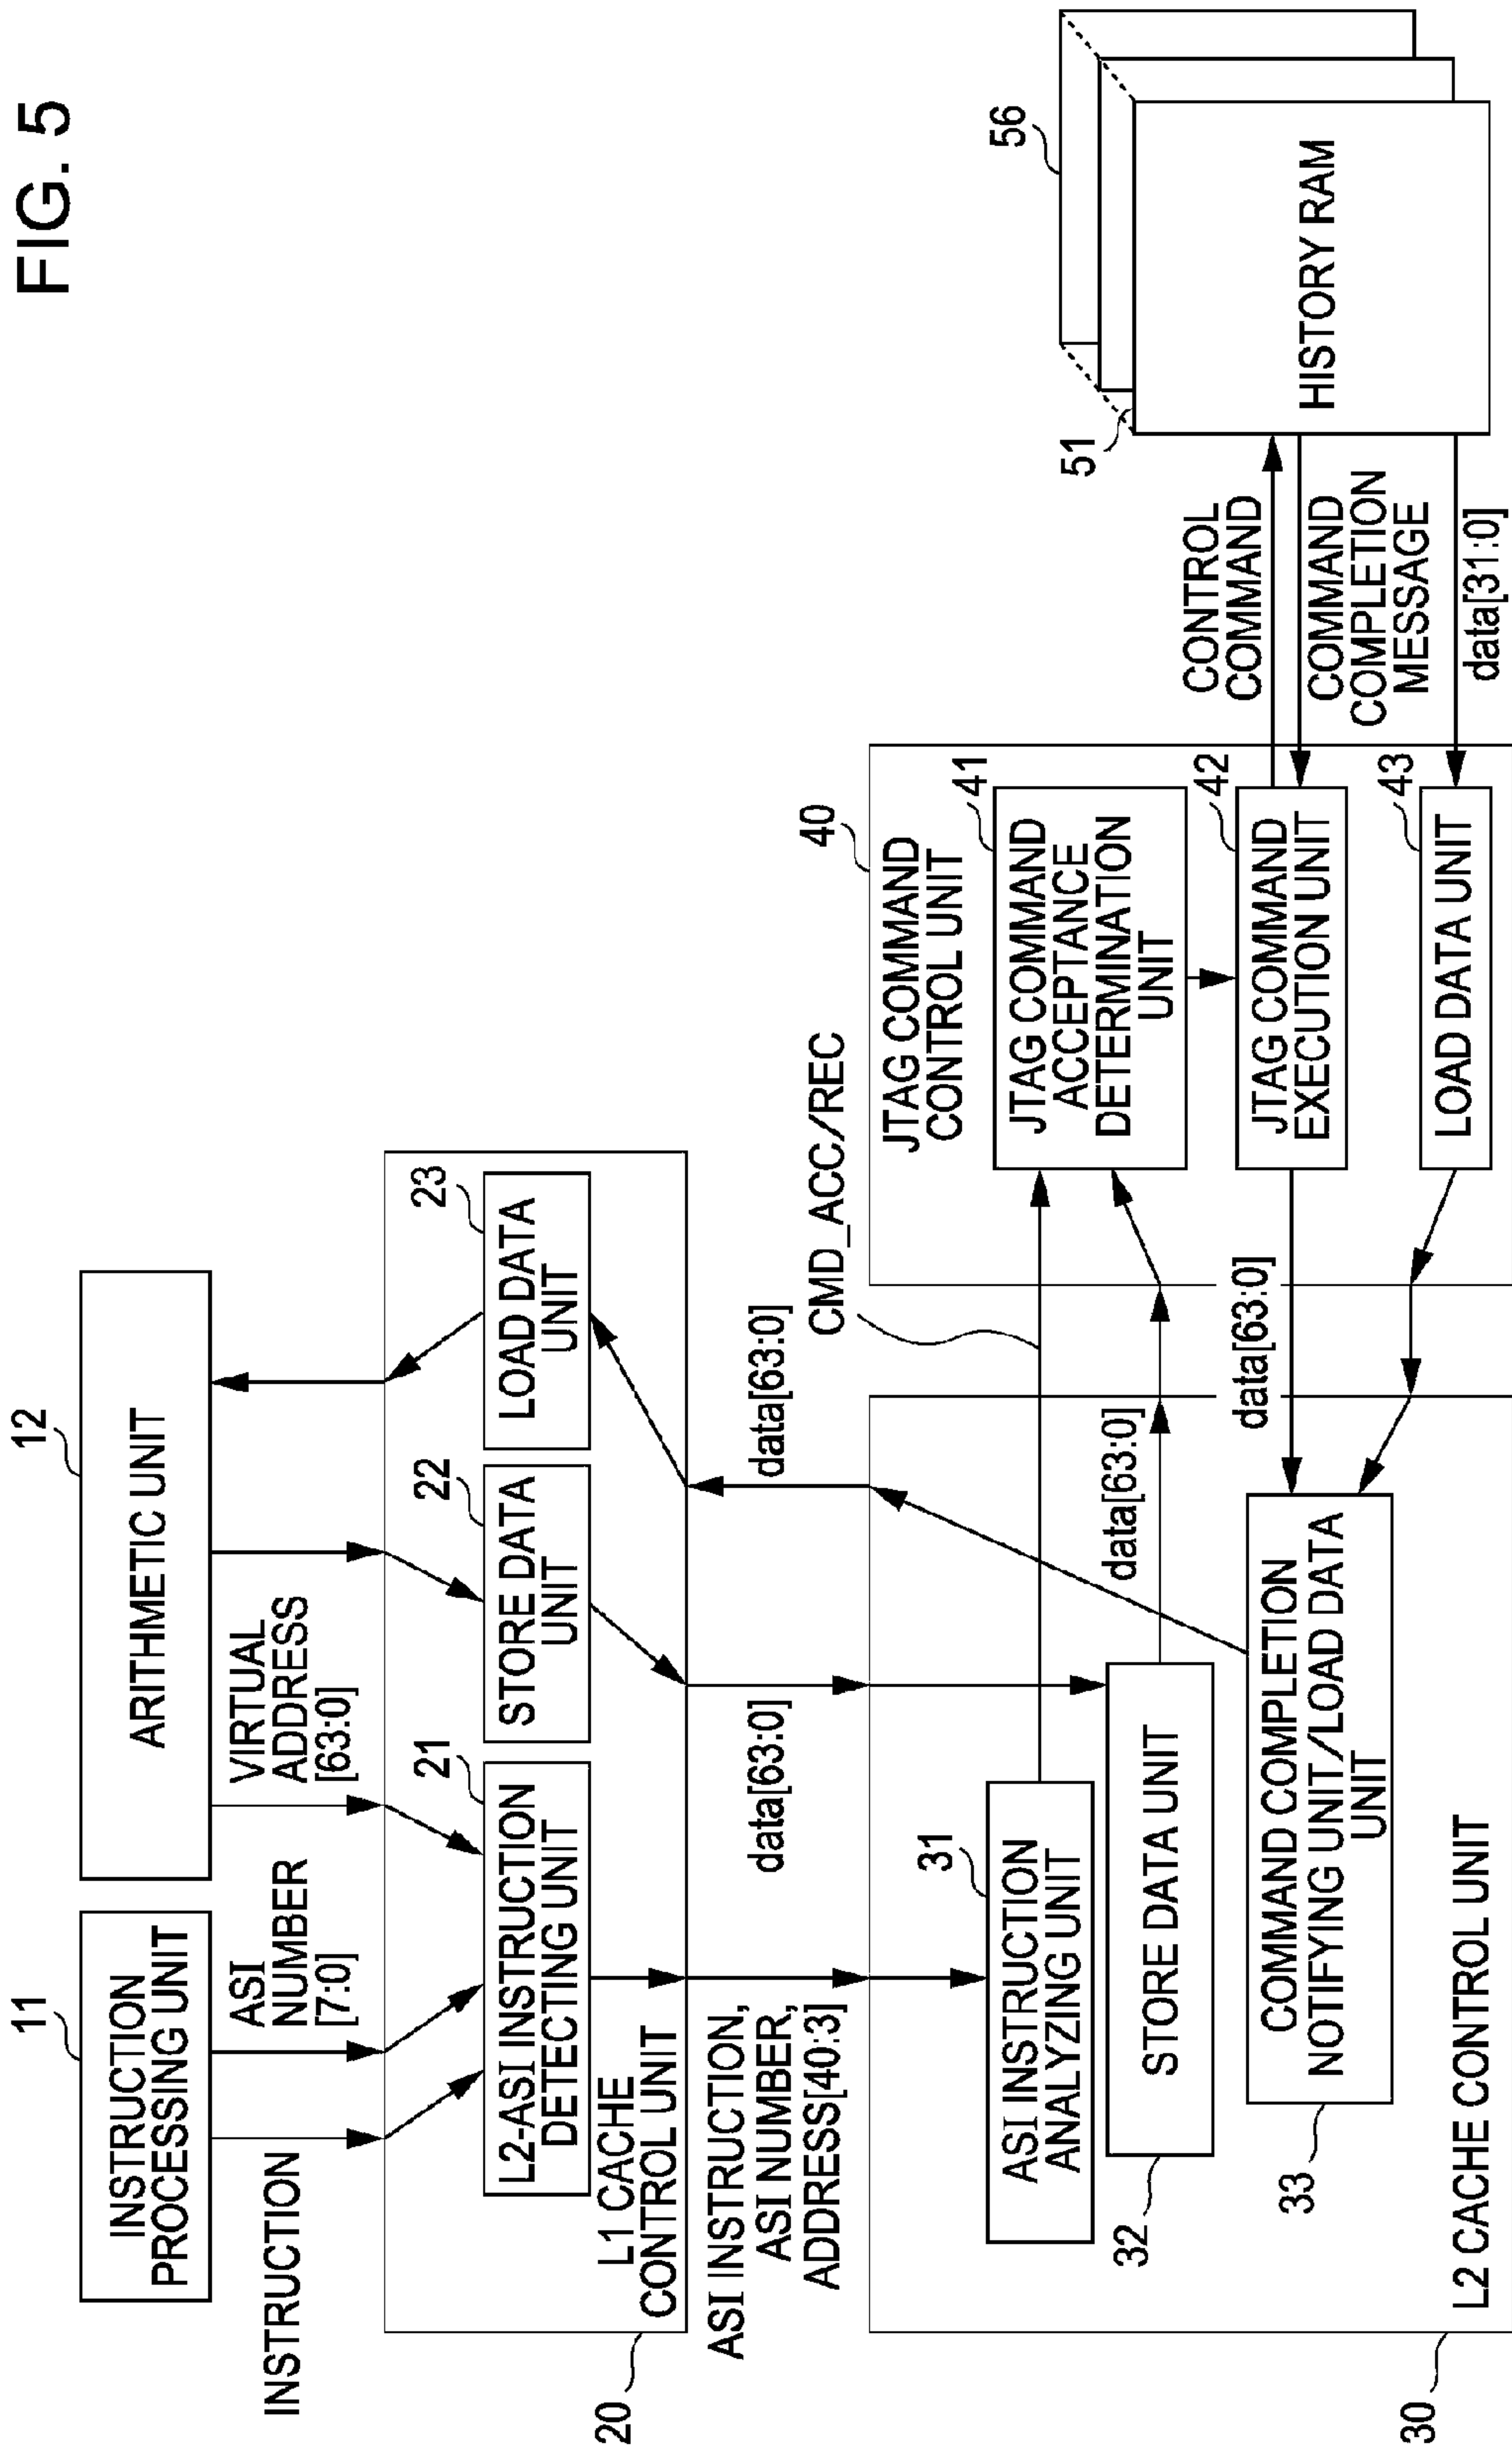 FIG. 5
11
INSTRUCTION
PROCESSING UNIT
12
ARITHMETIC UNIT
INSTRUCTION
ASI
NUMBER
[7:0]
VIRTUAL
ADDRESS
[63:0]
21
L2-ASI INSTRUCTION
DETECTING UNIT
22
STORE DATA
UNIT
23
LOAD DATA
UNIT
L1 CACHE
CONTROL UNIT
20
ASI INSTRUCTION,
ASI NUMBER,
ADDRESS[40:3]
data[63:0]
data[63:0]
CMD_ACC/REC
31
ASI INSTRUCTION
ANALYZING UNIT
32
STORE DATA UNIT
data[63:0]
33
COMMAND COMPLETION
NOTIFYING UNIT/LOAD DATA
UNIT
data[63:0]
L2 CACHE CONTROL UNIT
30
40
JTAG COMMAND
CONTROL UNIT
41
JTAG COMMAND
ACCEPTANCE
DETERMINATION
UNIT
42
JTAG COMMAND
EXECUTION UNIT
43
LOAD DATA UNIT
CONTROL
COMMAND
COMMAND
COMPLETION
MESSAGE
data[31:0]
51
56
HISTORY RAM